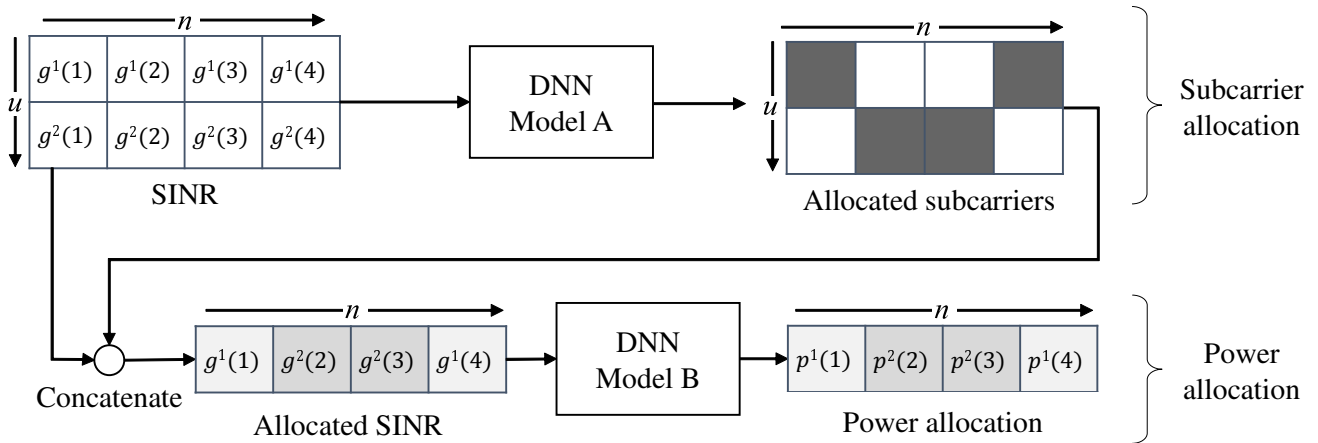 n
n
u
g¹(1) g¹(2) g¹(3) g¹(4)
g²(1) g²(2) g²(3) g²(4)
SINR
DNN
Model A
u
Allocated subcarriers
Subcarrier
allocation
n
n
Concatenate
g¹(1) g²(2) g²(3) g¹(4)
Allocated SINR
DNN
Model B
p¹(1) p²(2) p²(3) p¹(4)
Power allocation
Power
allocation